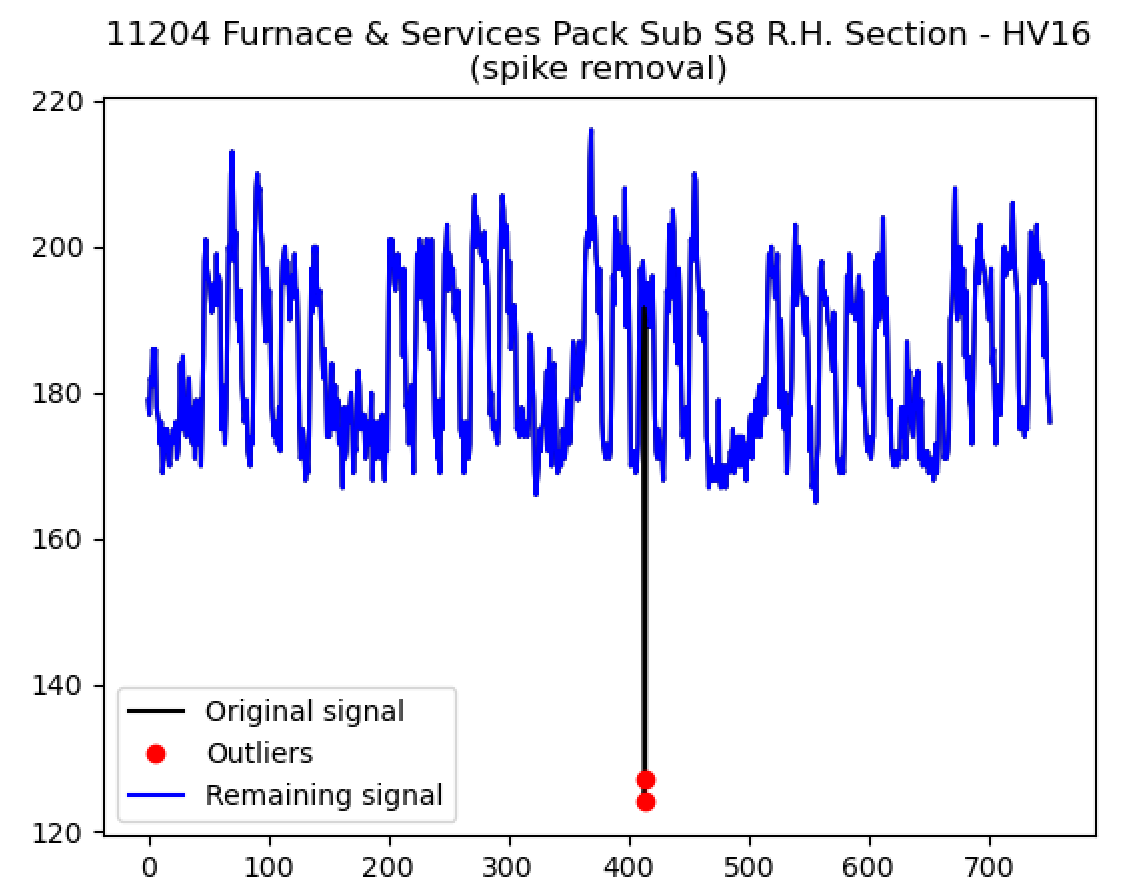 11204 Furnace & Services Pack Sub S8 R.H. Section - HV16
(spike removal)
220
200
180
160
140
120
Original signal
Outliers
Remaining signal
0 100 200 300 400 500 600 700